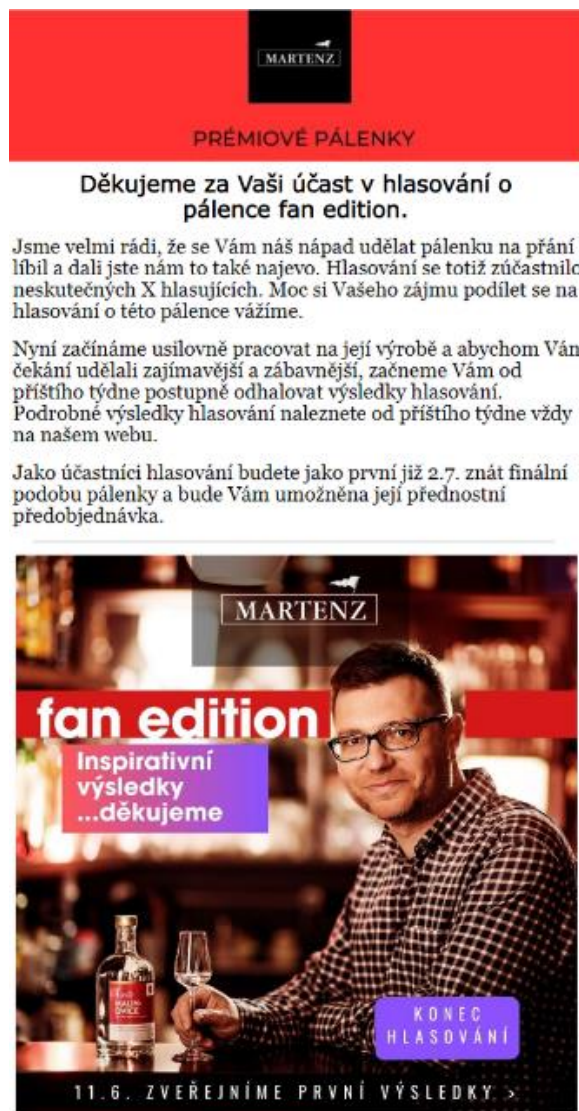 MARTENZ
PRÉMIOVÉ PÁLENKY
Děkujeme za Vaši účast v hlasování o
pálence fan edition.
Jsme velmi rádi, že se Vám náš nápad udělat pálenku na přání
líbil a dali jste nám to také najevo. Hlasování se totiž zúčastnilo
neskutečných X hlasujících. Moc si Vašeho zájmu podílet se na
hlasování o této pálence vážíme.
Nyní začínáme usilovně pracovat na její výrobě a abychom Vám
čekání udělali zajímavější a zábavnější, začneme Vám od
příštího týdne postupně odhalovat výsledky hlasování.
Podrobné výsledky hlasování naleznete od příštího týdne vždy
na našem webu.
Jako účastníci hlasování budete jako první již 2.7. znát finální
podobu pálenky a bude Vám umožněna její přednostní
předobjednávka.
MARTENZ
fan edition
Inspirativní
výsledky
...děkujeme
MALIN-
OVICE
KONEC
HLASOVÁNÍ
11.6. ZVEŘEJNÍME PRVNÍ VÝSLEDKY >